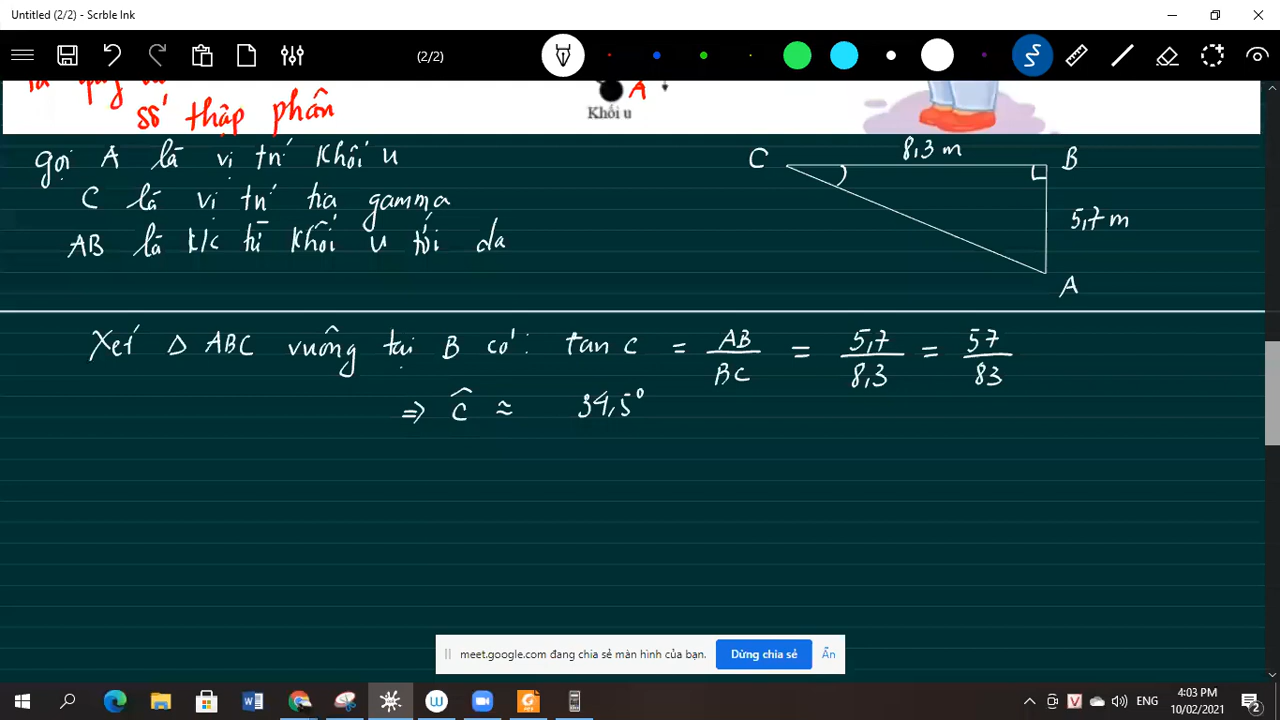 Untitled (2/2) - Scrble Ink
(2/2)
số thập phân
A
Khối u
gọi A là vị trí khối u
C là vị trí tia gamma
AB là k/c từ khối u tới da
C 8,3 m B
5,7 m
A
Xét Δ ABC vuông tại B có: tan C = AB/BC = 5,7/8,3 = 57/83
⇒ Ĉ ≈ 34,5°
meet.google.com đang chia sẻ màn hình của bạn. Dừng chia sẻ Ẩn
ENG
4:03 PM
10/02/2021
2